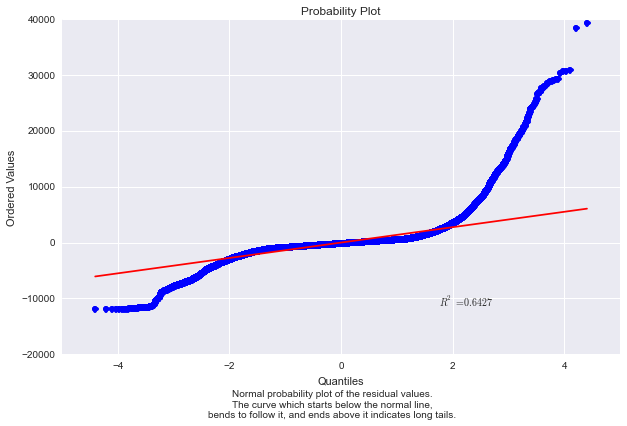 Probability Plot
40000
30000
20000
10000
0
−10000
−20000
Ordered Values
R² =0.6427
−4
−2
0
2
4
Quantiles
Normal probability plot of the residual values.
The curve which starts below the normal line,
bends to follow it, and ends above it indicates long tails.